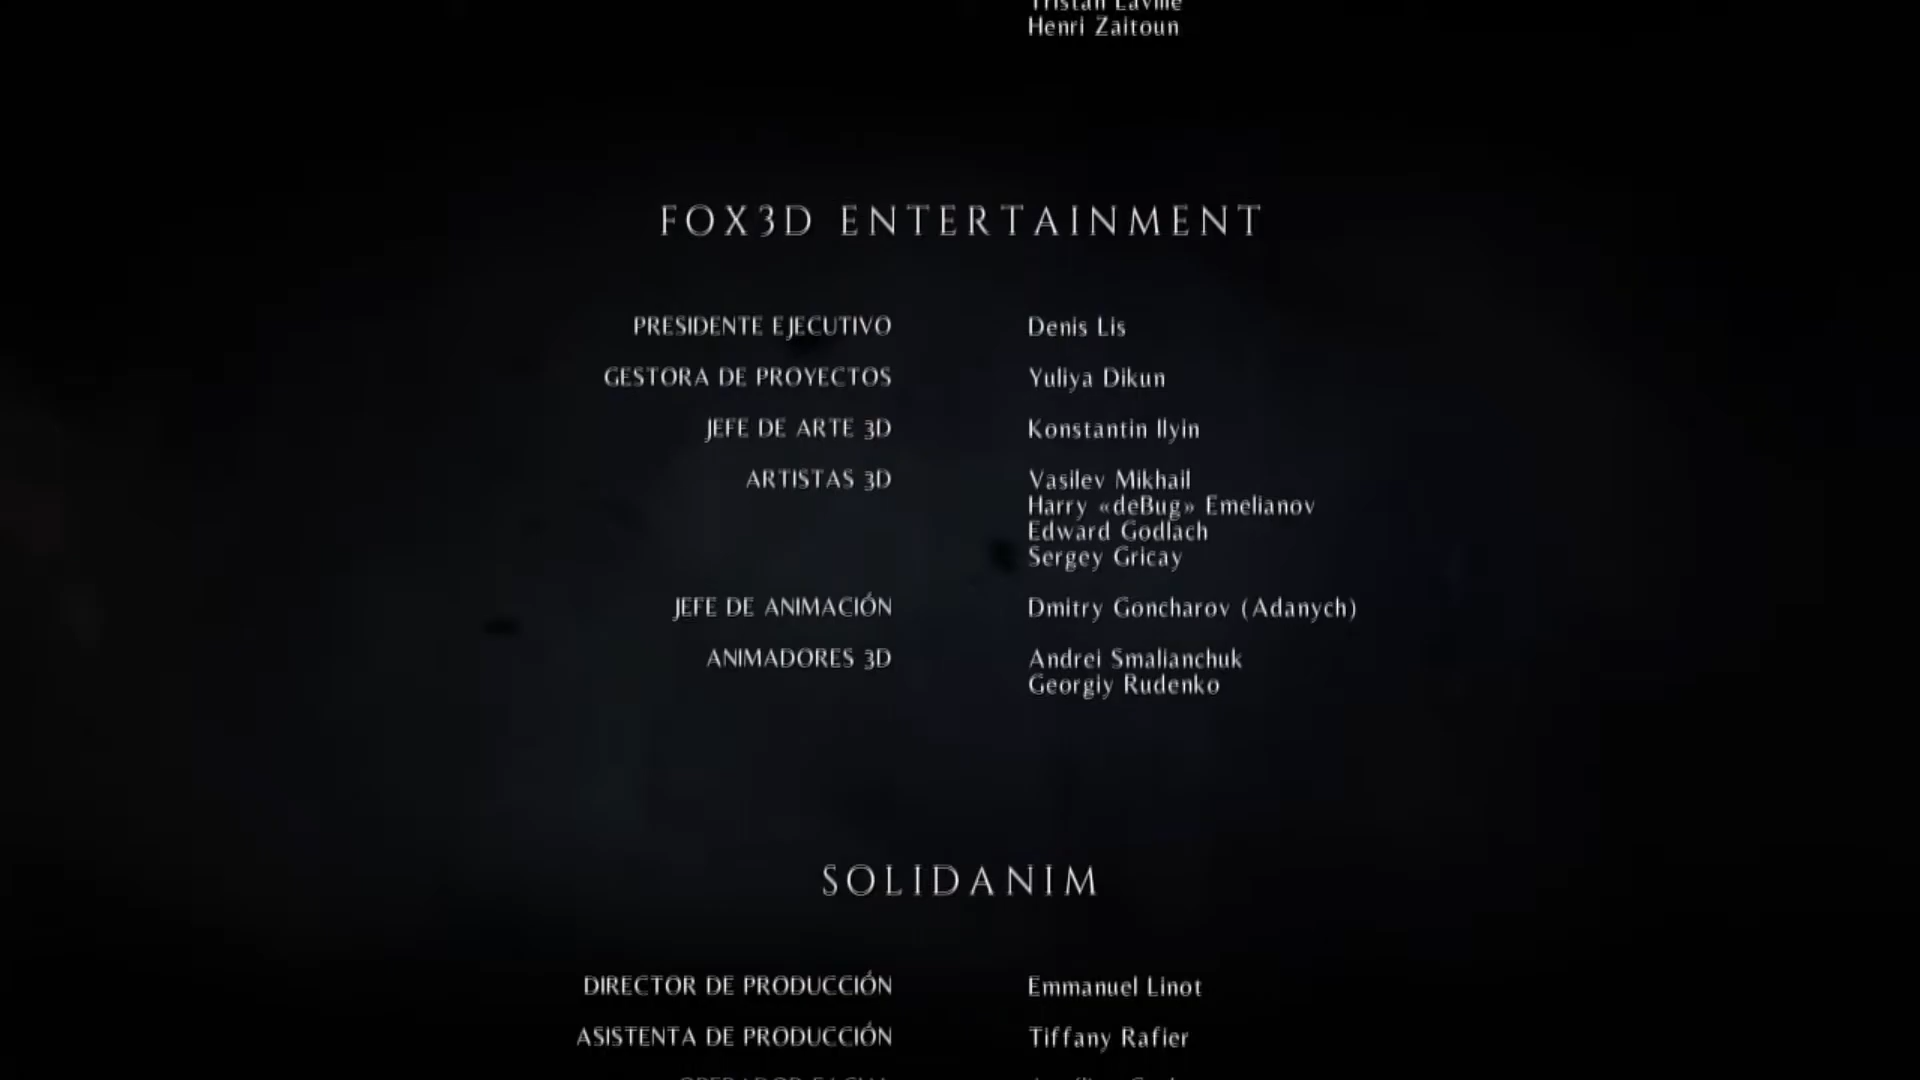 Henri Zaitoun
FOX3D ENTERTAINMENT
PRESIDENTE EJECUTIVO Denis Lis
GESTORA DE PROYECTOS Yuliya Dikun
JEFE DE ARTE 3D Konstantin Ilyin
ARTISTAS 3D Vasilev Mikhail
Harry «deBug» Emelianov
Edward Godlach
Sergey Gricay
JEFE DE ANIMACIÓN Dmitry Goncharov (Adanych)
ANIMADORES 3D Andrei Smalianchuk
Georgiy Rudenko
SOLIDANIM
DIRECTOR DE PRODUCCIÓN Emmanuel Linot
ASISTENTA DE PRODUCCIÓN Tiffany Rafier